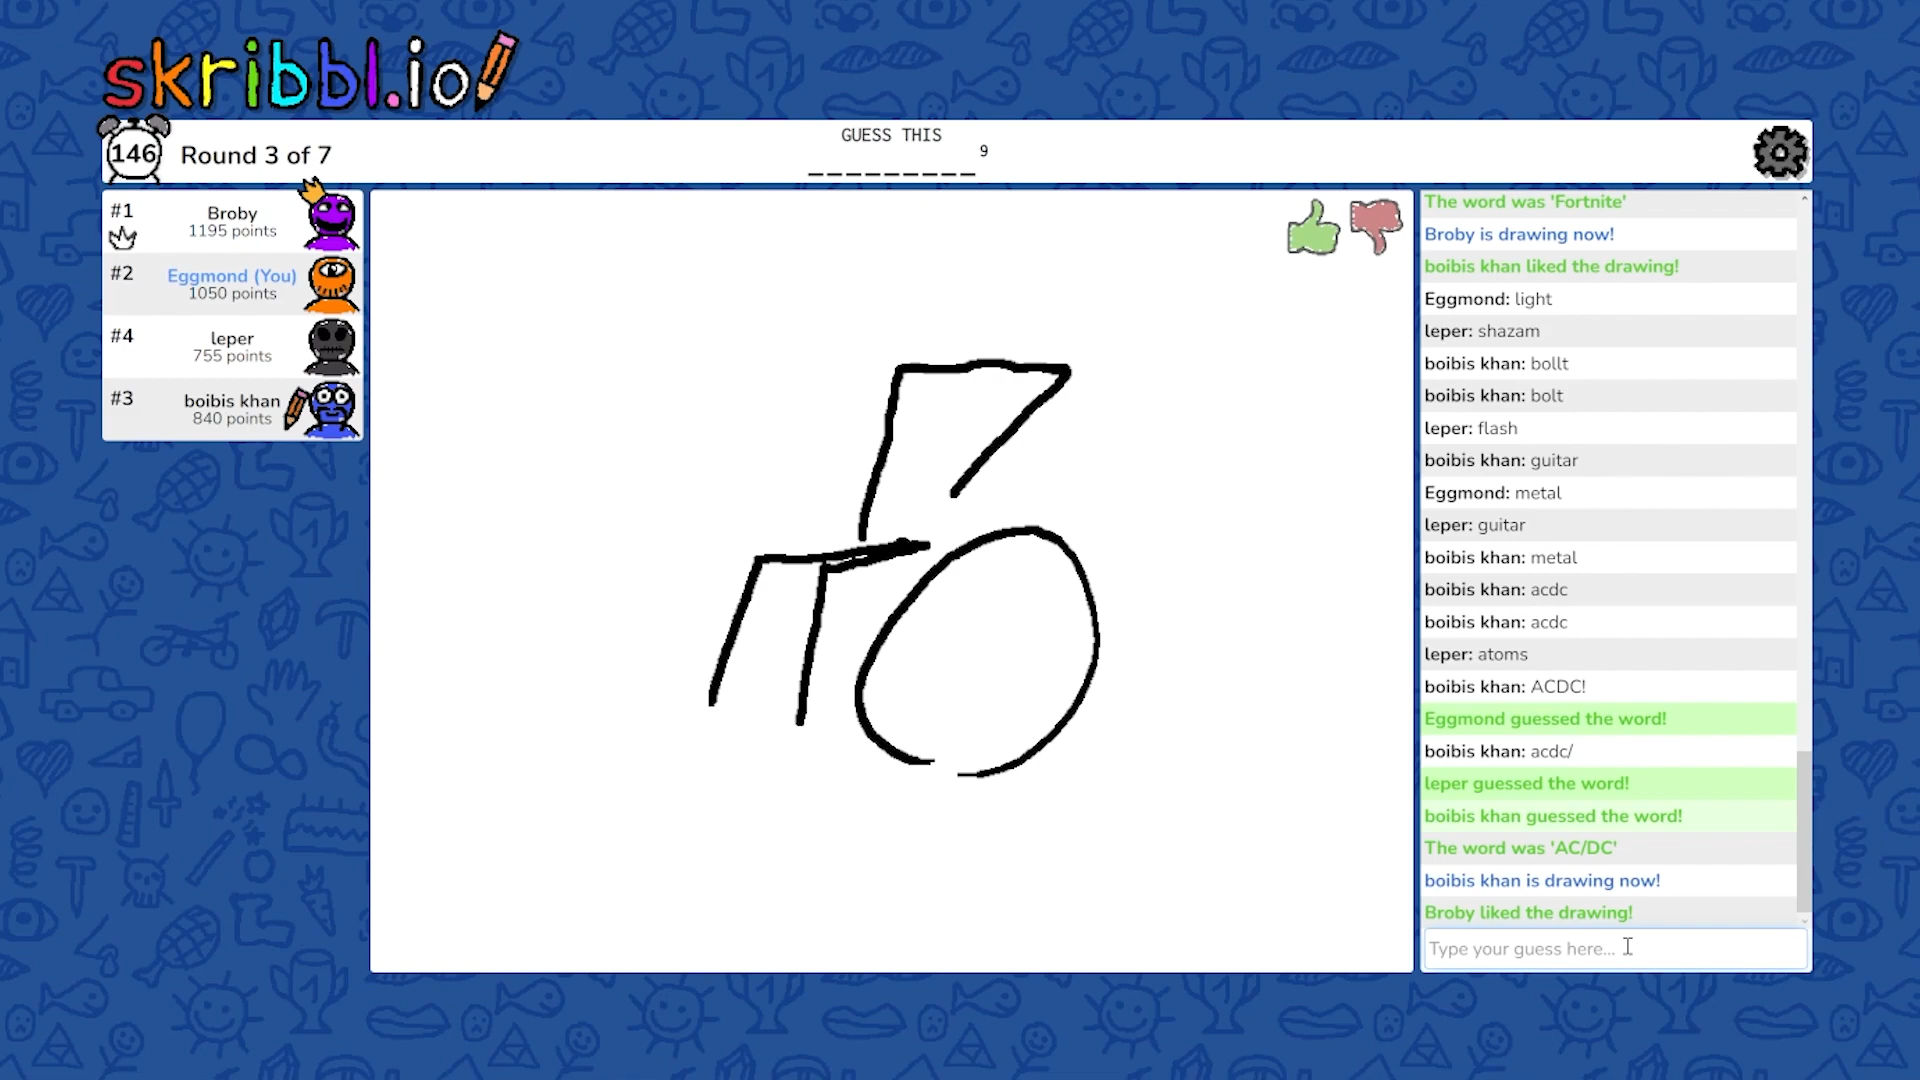 skribbl.io
GUESS THIS
9
_________
146
Round 3 of 7
#1
Broby
1195 points
#2
Eggmond (You)
1050 points
#4
leper
755 points
#3
boibis khan
840 points
The word was 'Fortnite'
Broby is drawing now!
boibis khan liked the drawing!
Eggmond: light
leper: shazam
boibis khan: bollt
boibis khan: bolt
leper: flash
boibis khan: guitar
Eggmond: metal
leper: guitar
boibis khan: metal
boibis khan: acdc
boibis khan: acdc
leper: atoms
boibis khan: ACDC!
Eggmond guessed the word!
boibis khan: acdc/
leper guessed the word!
boibis khan guessed the word!
The word was 'AC/DC'
boibis khan is drawing now!
Broby liked the drawing!
Type your guess here...